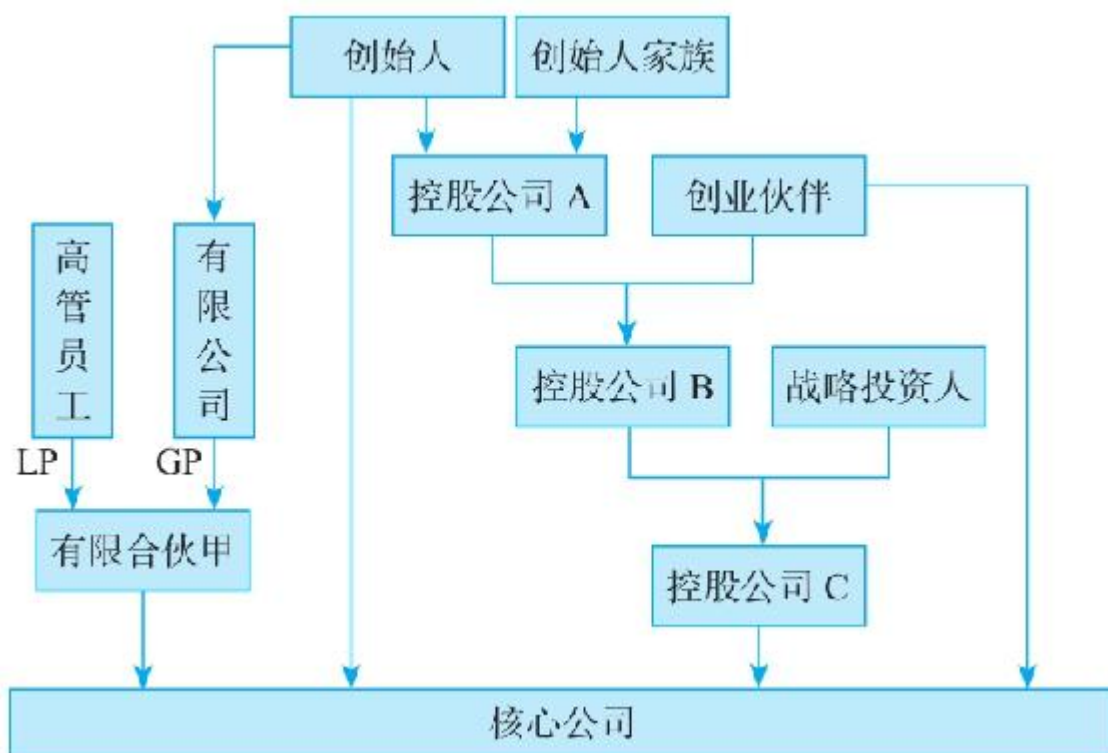 创始人
创始人家族
控股公司 A
创业伙伴
高管员工
有限公司
控股公司 B
战略投资人
LP
GP
有限合伙甲
控股公司 C
核心公司